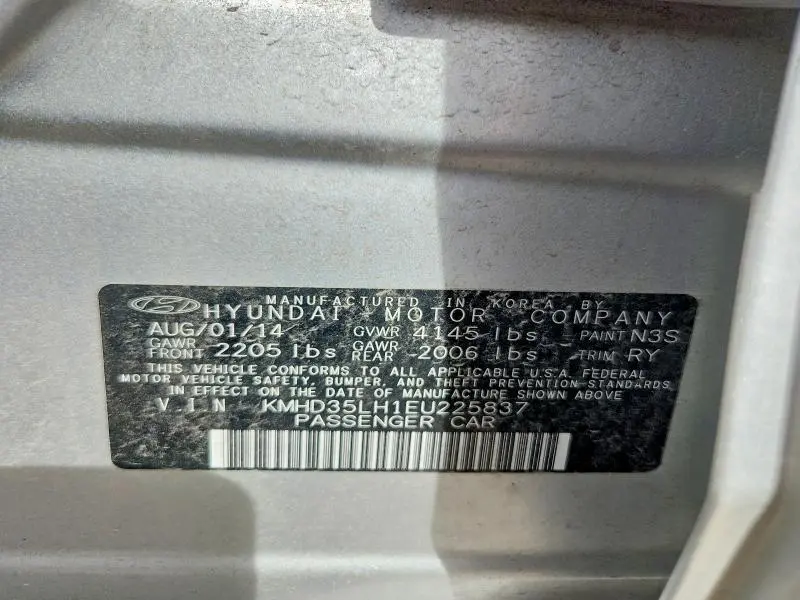 MANUFACTURED IN KOREA BY
HYUNDAI MOTOR COMPANY
AUG/01/14 GVWR 4145 lbs PAINT N3S
GAWR FRONT 2205 lbs GAWR REAR 2006 lbs TRIM RY
THIS VEHICLE CONFORMS TO ALL APPLICABLE U.S.A. FEDERAL
MOTOR VEHICLE SAFETY, BUMPER, AND THEFT PREVENTION STANDARDS
IN EFFECT ON THE DATE OF MANUFACTURE SHOWN ABOVE
V.I.N KMHD35LH1EU225837
PASSENGER CAR